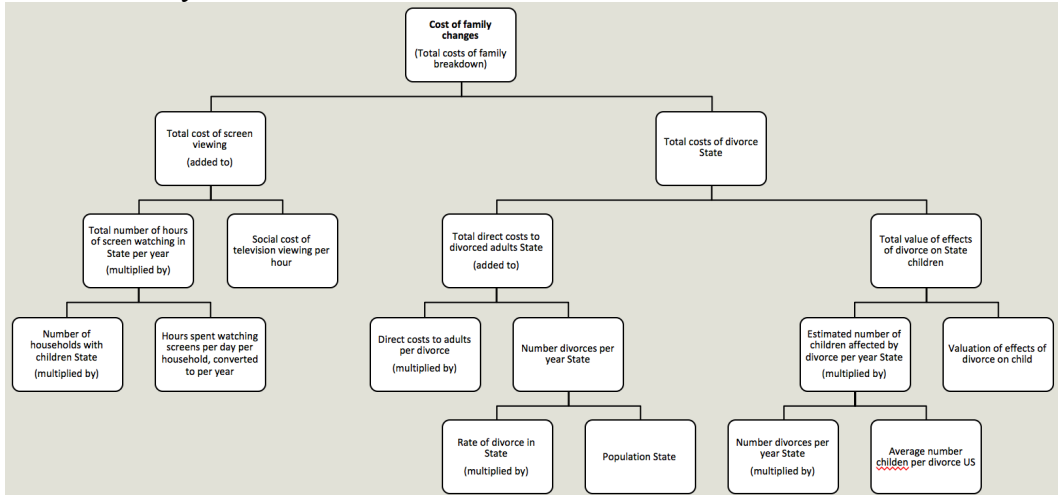 Cost of family
changes
(Total costs of family
breakdown)
Total cost of screen
viewing
(added to)
Total costs of divorce
State
Total number of hours
of screen watching in
State per year
(multiplied by)
Social cost of
television viewing per
hour
Total direct costs to
divorced adults State
(added to)
Total value of effects
of divorce on State
children
Number of
households with
children State
(multiplied by)
Hours spent watching
screens per day per
household, converted
to per year
Direct costs to adults
per divorce
(multiplied by)
Number divorces per
year State
Estimated number of
children affected by
divorce per year State
(multiplied by)
Valuation of effects of
divorce on child
Rate of divorce in
State
(multiplied by)
Population State
Number divorces per
year State
(multiplied by)
Average number
childen per divorce US